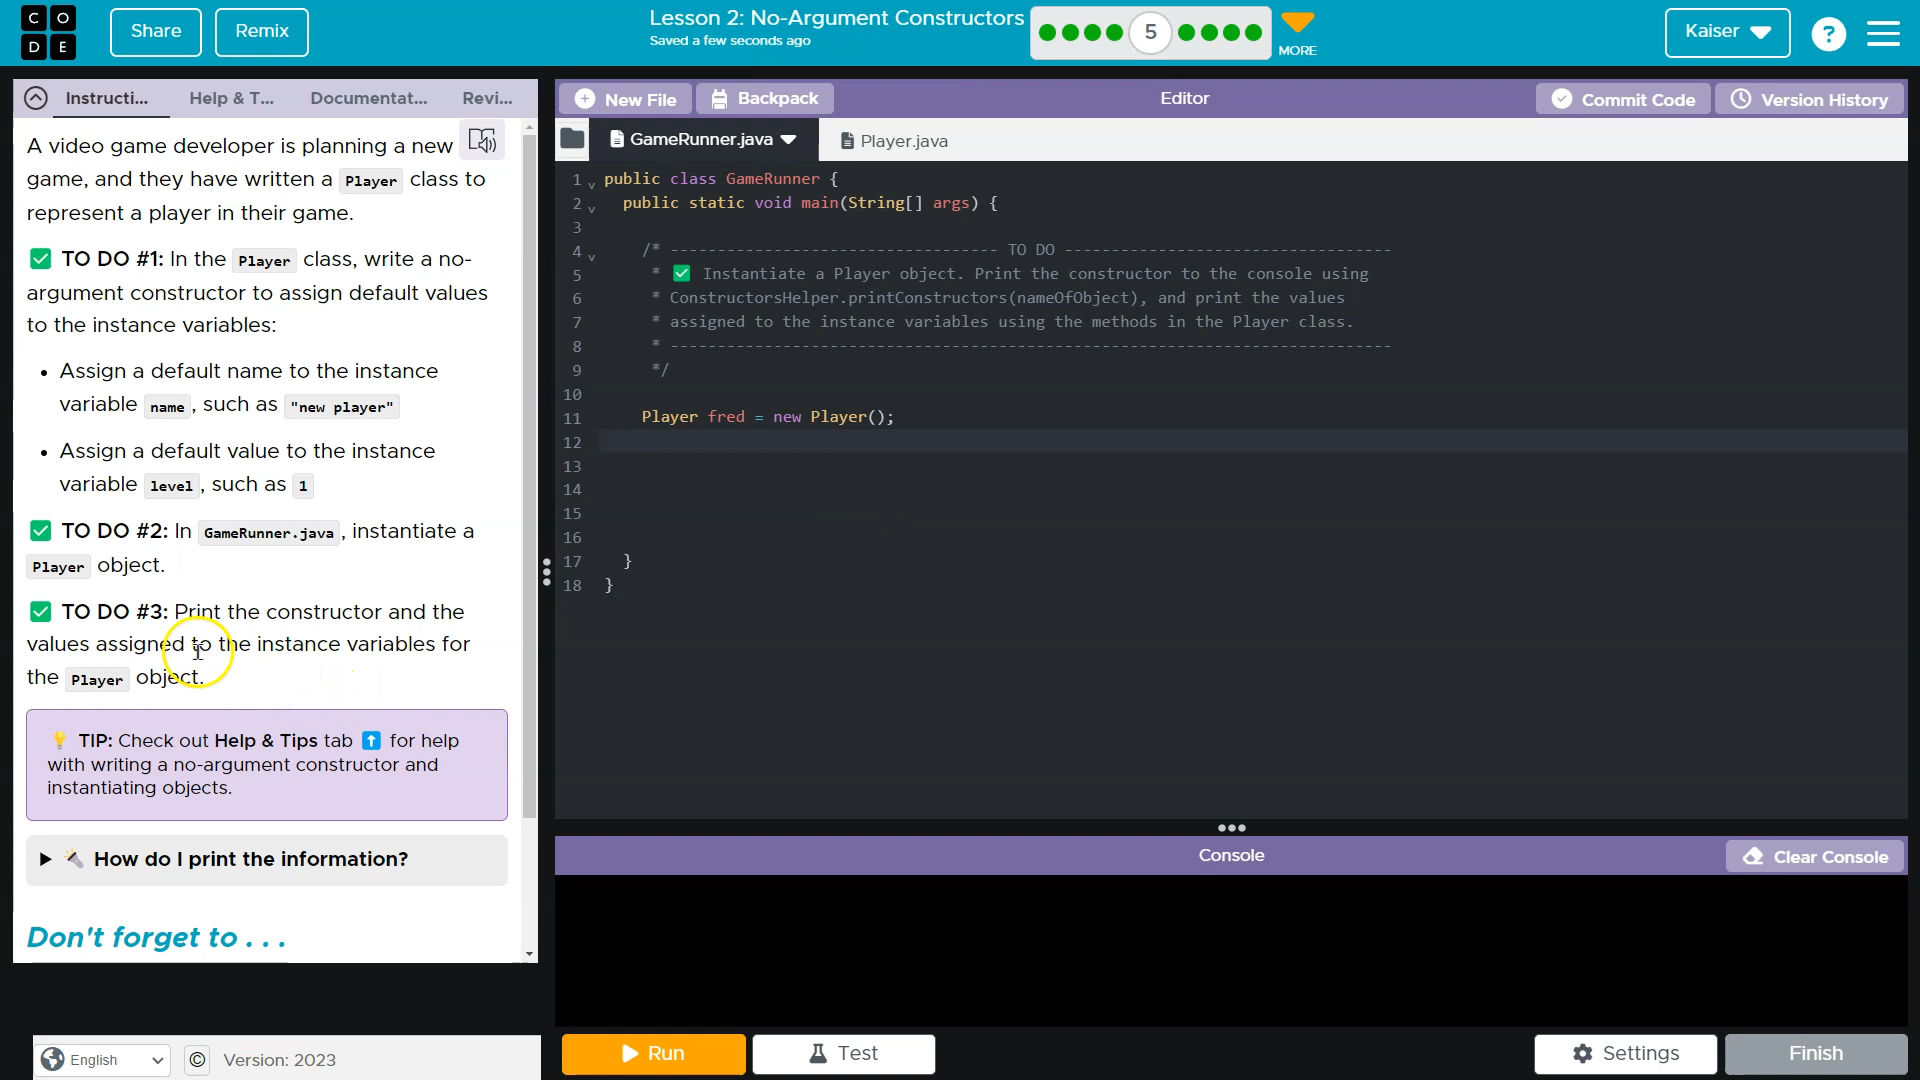 CODE
Share
Remix
Lesson 2: No-Argument Constructors
Saved a few seconds ago
5
MORE
Kaiser
?
Instructi...
Help & T...
Documentat...
Revi...
A video game developer is planning a new
game, and they have written a Player class to
represent a player in their game.
✅ TO DO #1: In the Player class, write a no-
argument constructor to assign default values
to the instance variables:
• Assign a default name to the instance
variable name, such as "new player"
• Assign a default value to the instance
variable level, such as 1
✅ TO DO #2: In GameRunner.java, instantiate a
Player object.
✅ TO DO #3: Print the constructor and the
values assigned to the instance variables for
the Player object.
💡 TIP: Check out Help & Tips tab ⬆️ for help
with writing a no-argument constructor and
instantiating objects.
How do I print the information?
Don't forget to . . .
English
© Version: 2023
New File
Backpack
Editor
Commit Code
Version History
GameRunner.java
Player.java
1 public class GameRunner {
2 public static void main(String[] args) {
3
4 /* ----------------------------------- TO DO -----------------------------------
5 * ✅ Instantiate a Player object. Print the constructor to the console using
6 * ConstructorsHelper.printConstructors(nameOfObject), and print the values
7 * assigned to the instance variables using the methods in the Player class.
8 * -----------------------------------------------------------------------------
9 */
10
11 Player fred = new Player();
12
13
14
15
16
17 }
18 }
Console
Clear Console
Run
Test
Settings
Finish